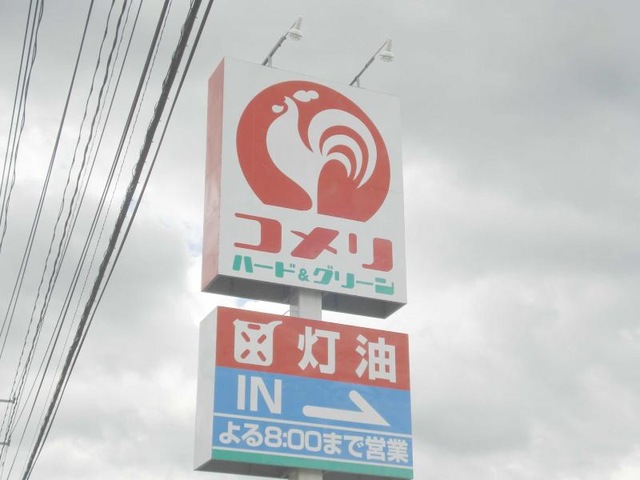 コメリ
ハード&グリーン
灯油
IN
よる8:00まで営業